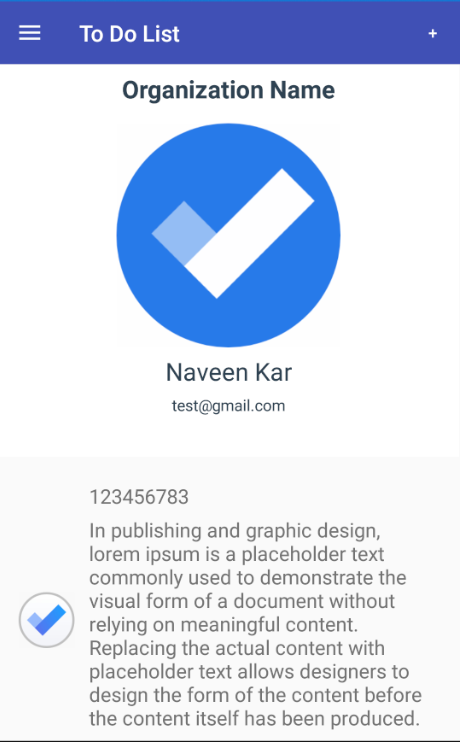 To Do List
+
Organization Name
Naveen Kar
test@gmail.com
123456783
In publishing and graphic design,
lorem ipsum is a placeholder text
commonly used to demonstrate the
visual form of a document without
relying on meaningful content.
Replacing the actual content with
placeholder text allows designers to
design the form of the content before
the content itself has been produced.